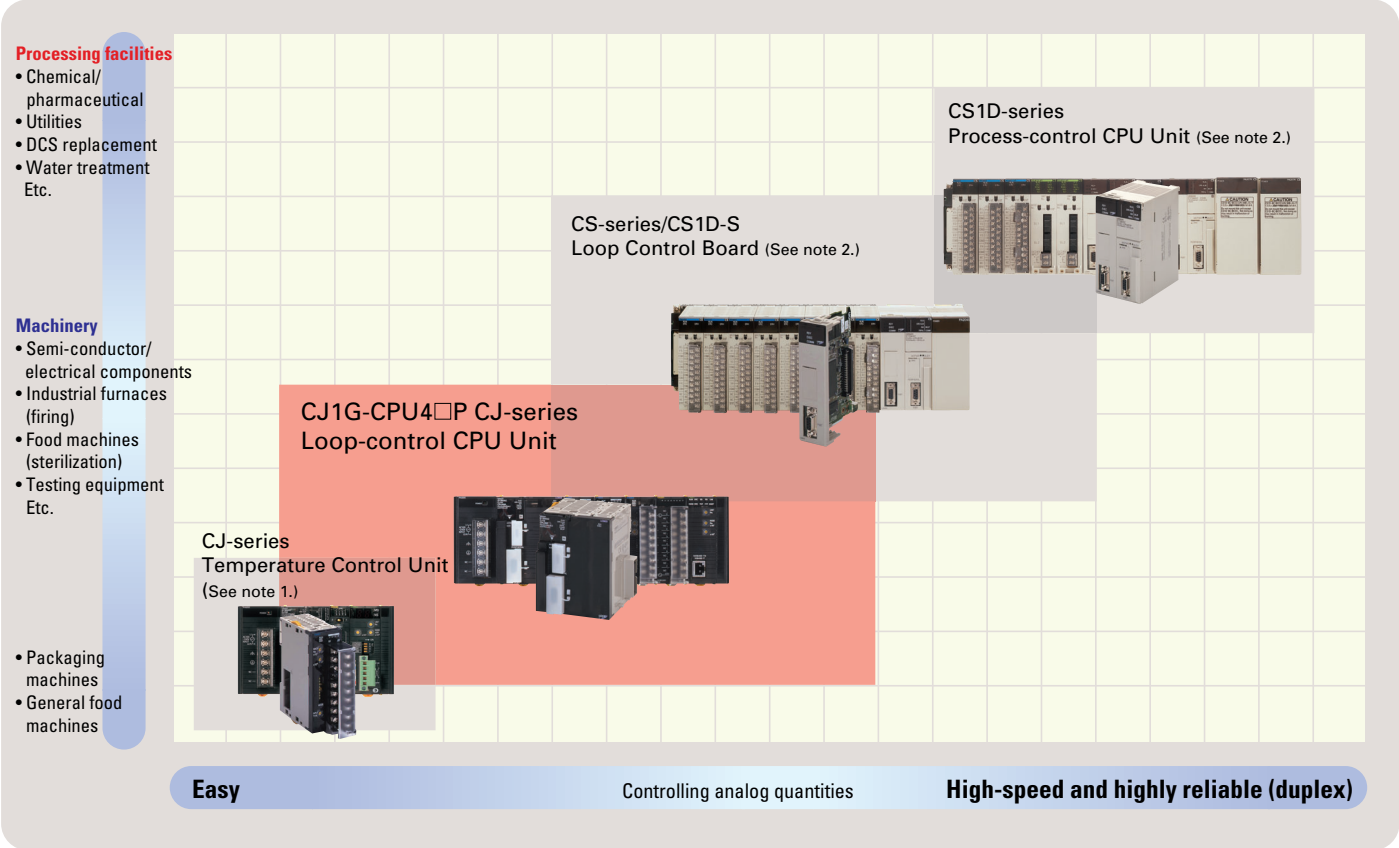 Processing facilities
• Chemical/
pharmaceutical
• Utilities
• DCS replacement
• Water treatment
Etc.
Machinery
• Semi-conductor/
electrical components
• Industrial furnaces
(firing)
• Food machines
(sterilization)
• Testing equipment
Etc.
• Packaging
machines
• General food
machines
CS1D-series
Process-control CPU Unit (See note 2.)
CAUTION
CAUTION
CS-series/CS1D-S
Loop Control Board (See note 2.)
CJ1G-CPU4□P CJ-series
Loop-control CPU Unit
CJ-series
Temperature Control Unit
(See note 1.)
Easy
Controlling analog quantities
High-speed and highly reliable (duplex)